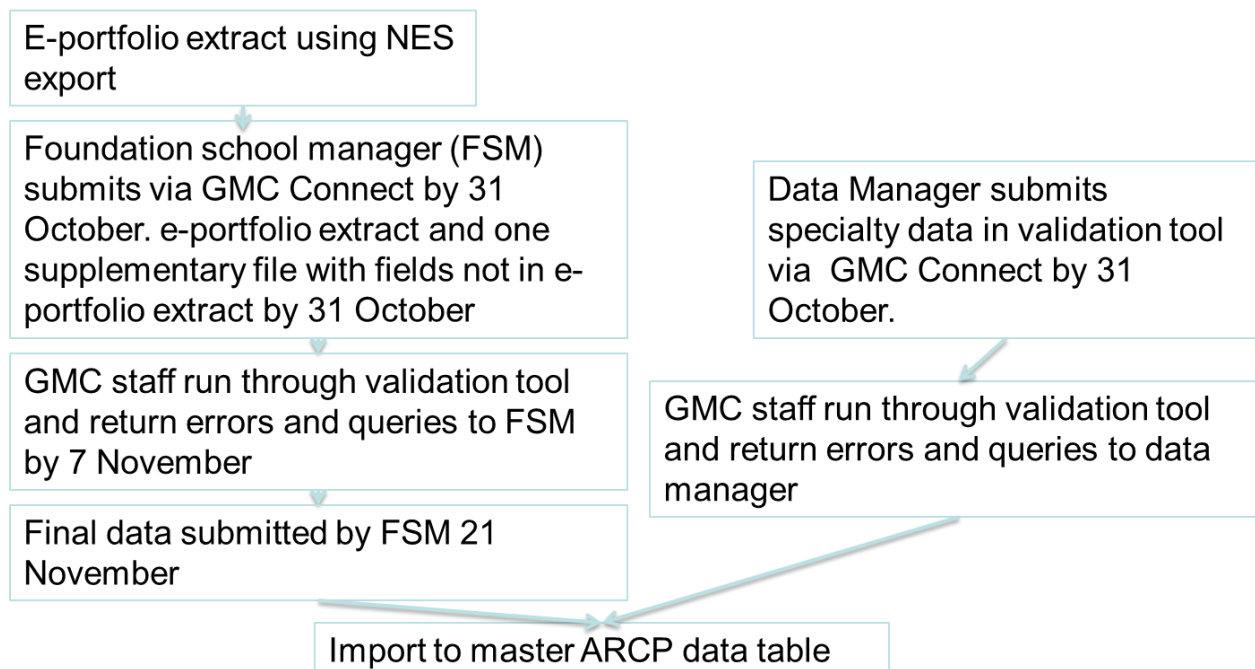 E-portfolio extract using NES
export
Foundation school manager (FSM)
submits via GMC Connect by 31
October. e-portfolio extract and one
supplementary file with fields not in e-
portfolio extract by 31 October
GMC staff run through validation tool
and return errors and queries to FSM
by 7 November
Final data submitted by FSM 21
November
Data Manager submits
specialty data in validation tool
via  GMC Connect by 31
October.
GMC staff run through validation tool
and return errors and queries to data
manager
Import to master ARCP data table